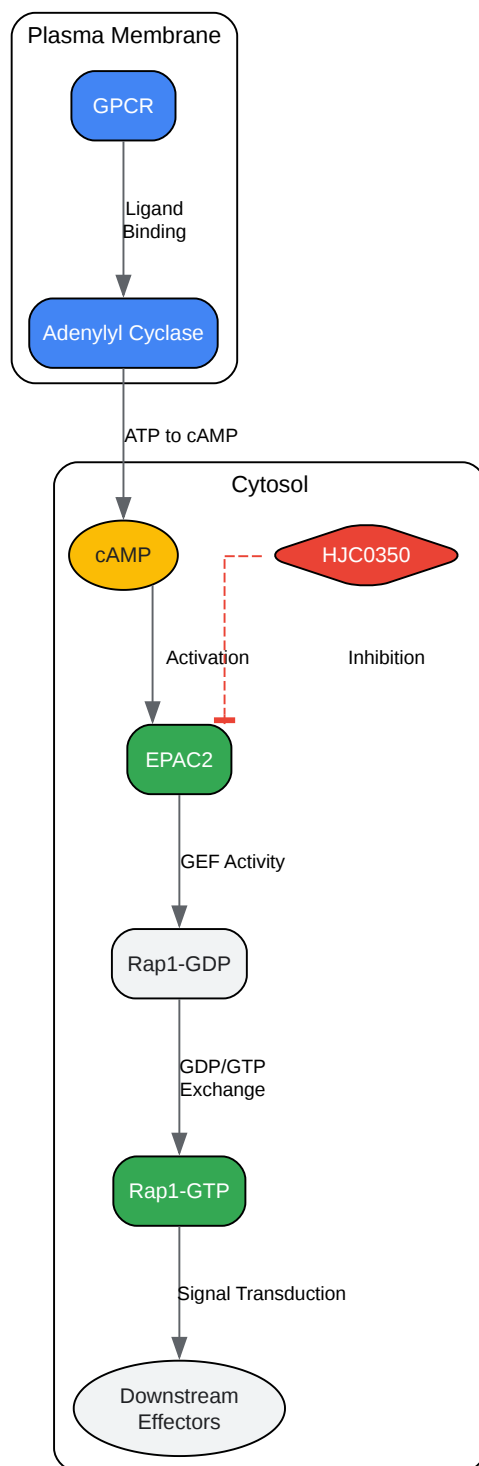 Plasma Membrane
GPCR
Ligand
Binding
Adenylyl Cyclase
ATP to cAMP
Cytosol
cAMP
HJC0350
Activation
Inhibition
EPAC2
GEF Activity
Rap1-GDP
GDP/GTP
Exchange
Rap1-GTP
Signal Transduction
Downstream
Effectors